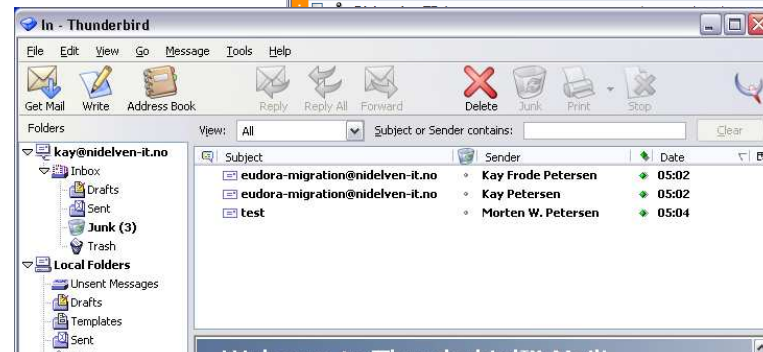 In - Thunderbird
File Edit View Go Message Tools Help
Get Mail Write Address Book Reply Reply All Forward Delete Junk Print Stop
Folders View: All Subject or Sender contains: Clear
kay@nidelven-it.no Subject Sender Date
Inbox eudora-migration@nidelven-it.no Kay Frode Petersen 05:02
Drafts eudora-migration@nidelven-it.no Kay Petersen 05:02
Sent test Morten W. Petersen 05:04
Junk (3)
Trash
Local Folders
Unsent Messages
Drafts
Templates
Sent